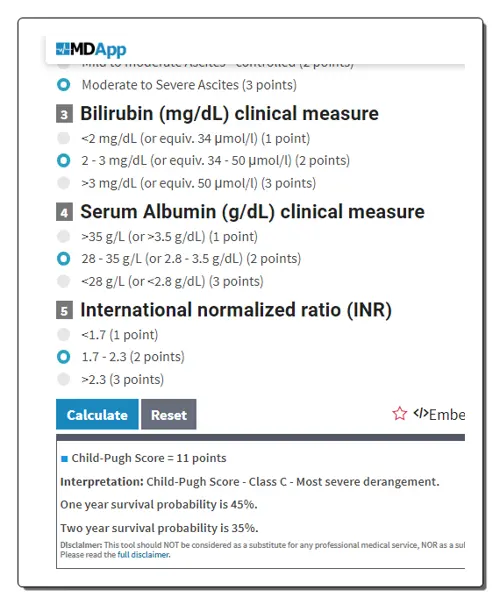 MDApp
Mild to moderate Ascites - controlled (2 points)
Moderate to Severe Ascites (3 points)
3 Bilirubin (mg/dL) clinical measure
<2 mg/dL (or equiv. 34 μmol/l) (1 point)
2 - 3 mg/dL (or equiv. 34 - 50 μmol/l) (2 points)
>3 mg/dL (or equiv. 50 μmol/l) (3 points)
4 Serum Albumin (g/dL) clinical measure
>35 g/L (or >3.5 g/dL) (1 point)
28 - 35 g/L (or 2.8 - 3.5 g/dL) (2 points)
<28 g/L (or <2.8 g/dL) (3 points)
5 International normalized ratio (INR)
<1.7 (1 point)
1.7 - 2.3 (2 points)
>2.3 (3 points)
Calculate Reset </>Embe
Child-Pugh Score = 11 points
Interpretation: Child-Pugh Score - Class C - Most severe derangement.
One year survival probability is 45%.
Two year survival probability is 35%.
Disclaimer: This tool should NOT be considered as a substitute for any professional medical service, NOR as a sul
Please read the full disclaimer.